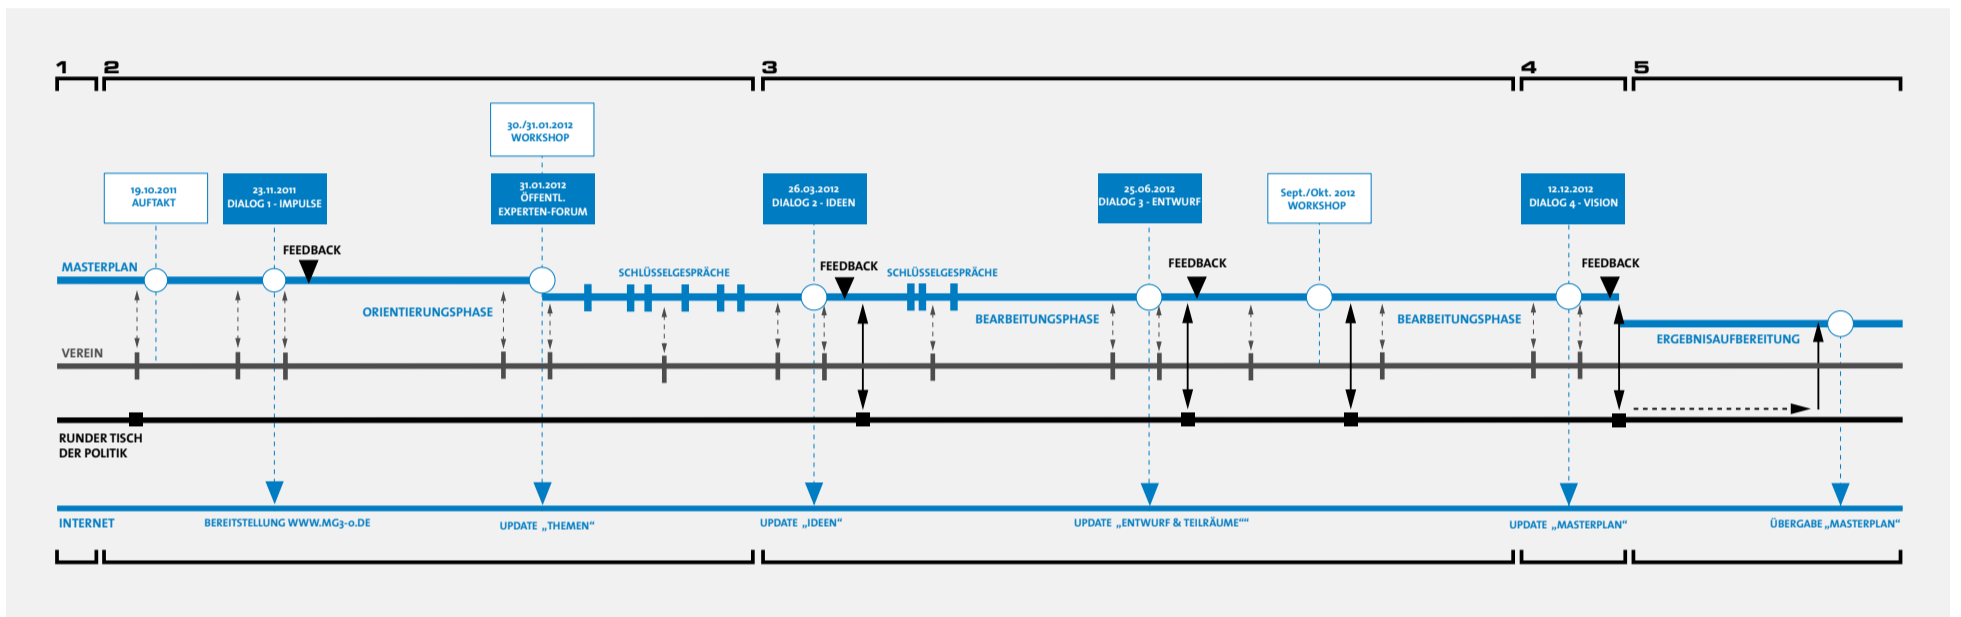 1
2
3
4
5
30./31.01.2012
WORKSHOP
19.10.2011
AUFTAKT
23.11.2011
DIALOG 1 - IMPULSE
31.01.2012
ÖFFENTL.
EXPERTEN-FORUM
26.03.2012
DIALOG 2 - IDEEN
25.06.2012
DIALOG 3 - ENTWURF
Sept./Okt. 2012
WORKSHOP
12.12.2012
DIALOG 4 - VISION
FEEDBACK
FEEDBACK
FEEDBACK
FEEDBACK
MASTERPLAN
SCHLÜSSELGESPRÄCHE
SCHLÜSSELGESPRÄCHE
ORIENTIERUNGSPHASE
BEARBEITUNGSPHASE
BEARBEITUNGSPHASE
ERGEBNISAUFBEREITUNG
VEREIN
RUNDER TISCH
DER POLITIK
INTERNET
BEREITSTELLUNG WWW.MG3-0.DE
UPDATE „THEMEN“
UPDATE „IDEEN“
UPDATE „ENTWURF & TEILRÄUME““
UPDATE „MASTERPLAN“
ÜBERGABE „MASTERPLAN“